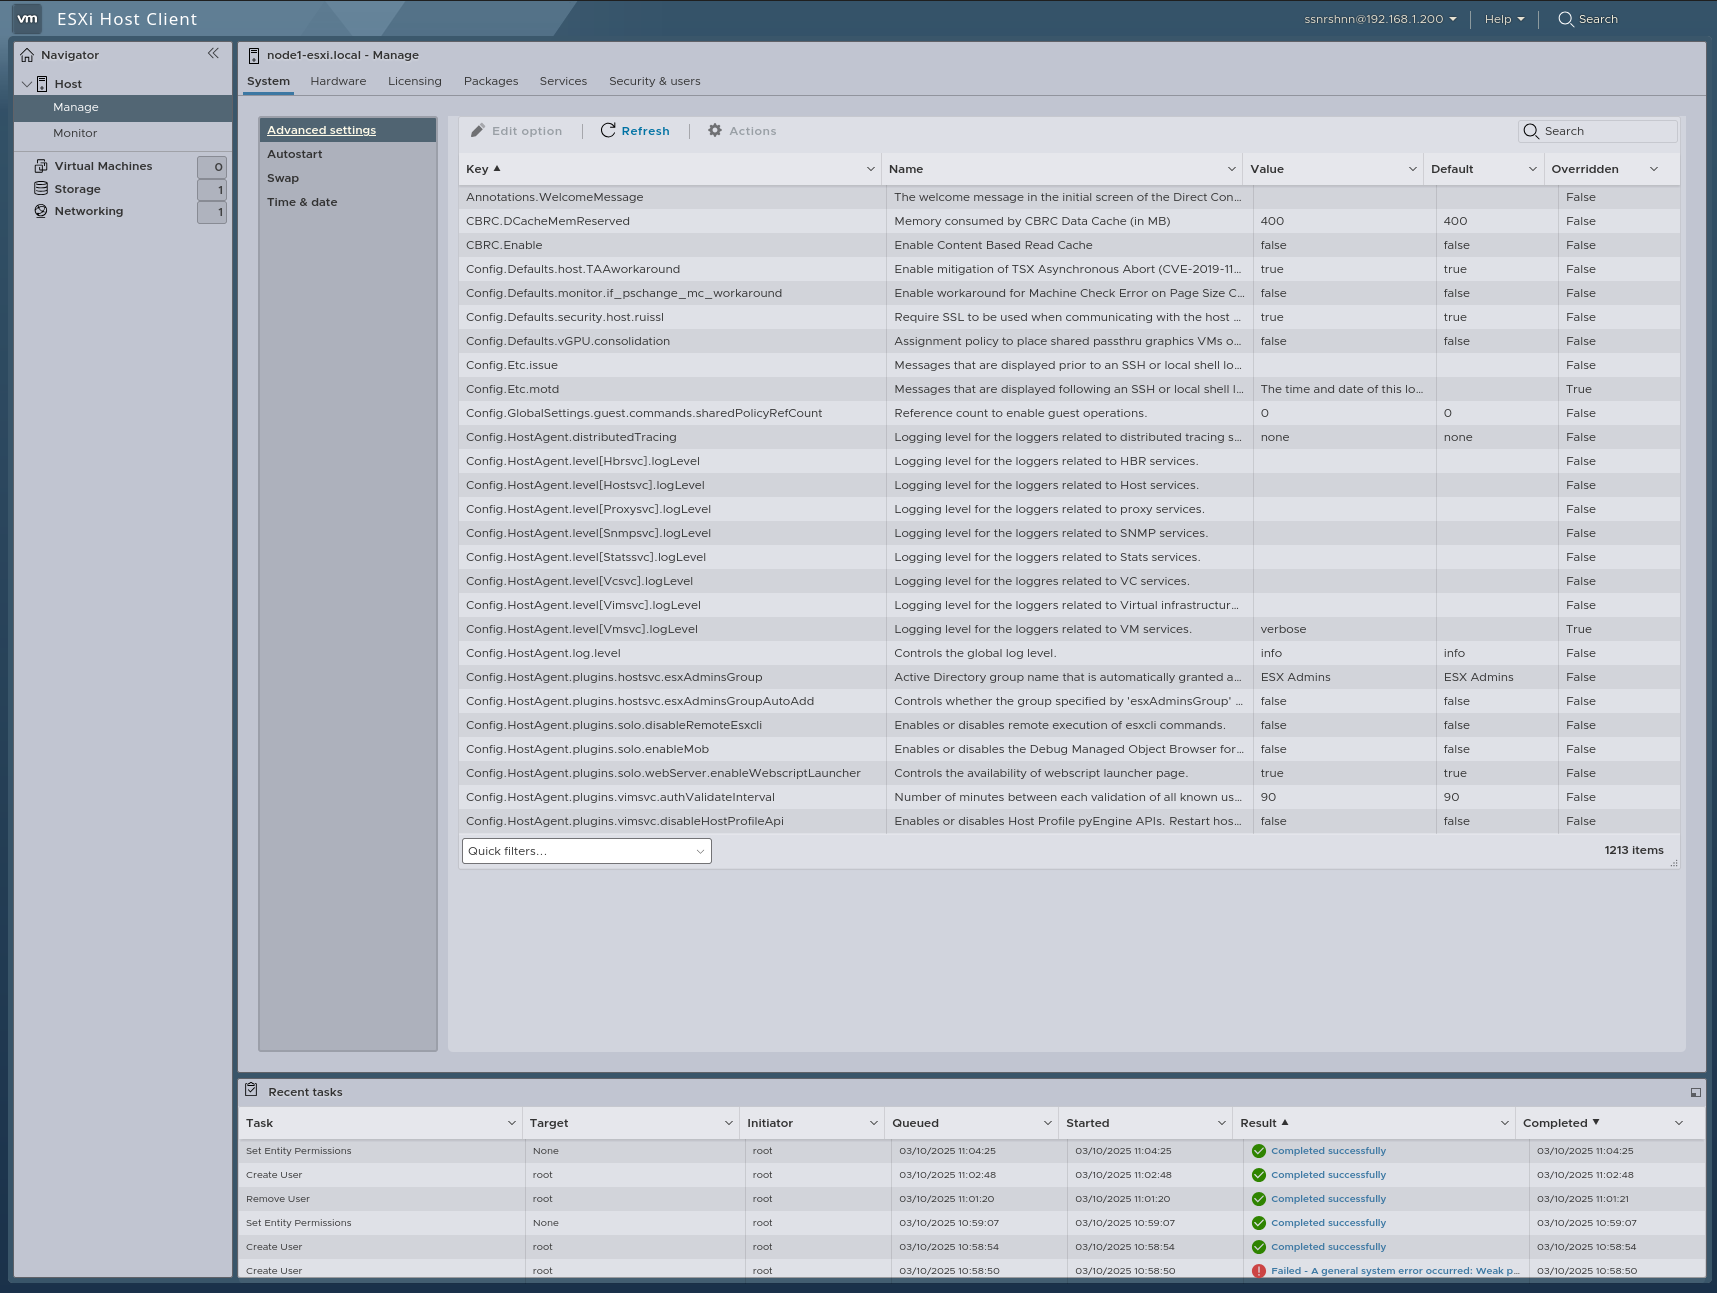 vm ESXi Host Client
ssnrshnn@192.168.1.200 Help Search
Navigator
Host
Manage
Monitor
Virtual Machines 0
Storage 1
Networking 1
node1-esxi.local - Manage
System Hardware Licensing Packages Services Security & users
Advanced settings
Autostart
Swap
Time & date
Edit option Refresh Actions Search
Key Name Value Default Overridden
Annotations.WelcomeMessage The welcome message in the initial screen of the Direct Con... False
CBRC.DCacheMemReserved Memory consumed by CBRC Data Cache (in MB) 400 400 False
CBRC.Enable Enable Content Based Read Cache false false False
Config.Defaults.host.TAAworkaround Enable mitigation of TSX Asynchronous Abort (CVE-2019-11... true true False
Config.Defaults.monitor.if_pschange_mc_workaround Enable workaround for Machine Check Error on Page Size C... false false False
Config.Defaults.security.host.ruissl Require SSL to be used when communicating with the host ... true true False
Config.Defaults.vGPU.consolidation Assignment policy to place shared passthru graphics VMs o... false false False
Config.Etc.issue Messages that are displayed prior to an SSH or local shell lo... False
Config.Etc.motd Messages that are displayed following an SSH or local shell l... The time and date of this lo... True
Config.GlobalSettings.guest.commands.sharedPolicyRefCount Reference count to enable guest operations. 0 0 False
Config.HostAgent.distributedTracing Logging level for the loggers related to distributed tracing s... none none False
Config.HostAgent.level[Hbrsvc].logLevel Logging level for the loggers related to HBR services. False
Config.HostAgent.level[Hostsvc].logLevel Logging level for the loggers related to Host services. False
Config.HostAgent.level[Proxysvc].logLevel Logging level for the loggers related to proxy services. False
Config.HostAgent.level[Snmpsvc].logLevel Logging level for the loggers related to SNMP services. False
Config.HostAgent.level[Statssvc].logLevel Logging level for the loggers related to Stats services. False
Config.HostAgent.level[Vcsvc].logLevel Logging level for the loggres related to VC services. False
Config.HostAgent.level[Vimsvc].logLevel Logging level for the loggers related to Virtual infrastructur... False
Config.HostAgent.level[Vmsvc].logLevel Logging level for the loggers related to VM services. verbose True
Config.HostAgent.log.level Controls the global log level. info info False
Config.HostAgent.plugins.hostsvc.esxAdminsGroup Active Directory group name that is automatically granted a... ESX Admins ESX Admins False
Config.HostAgent.plugins.hostsvc.esxAdminsGroupAutoAdd Controls whether the group specified by 'esxAdminsGroup' ... false false False
Config.HostAgent.plugins.solo.disableRemoteEsxcli Enables or disables remote execution of esxcli commands. false false False
Config.HostAgent.plugins.solo.enableMob Enables or disables the Debug Managed Object Browser for... false false False
Config.HostAgent.plugins.solo.webServer.enableWebscriptLauncher Controls the availability of webscript launcher page. true true False
Config.HostAgent.plugins.vimsvc.authValidateInterval Number of minutes between each validation of all known us... 90 90 False
Config.HostAgent.plugins.vimsvc.disableHostProfileApi Enables or disables Host Profile pyEngine APIs. Restart hos... false false False
Quick filters... 1213 items
Recent tasks
Task Target Initiator Queued Started Result Completed
Set Entity Permissions None root 03/10/2025 11:04:25 03/10/2025 11:04:25 Completed successfully 03/10/2025 11:04:25
Create User root root 03/10/2025 11:02:48 03/10/2025 11:02:48 Completed successfully 03/10/2025 11:02:48
Remove User root root 03/10/2025 11:01:20 03/10/2025 11:01:20 Completed successfully 03/10/2025 11:01:21
Set Entity Permissions None root 03/10/2025 10:59:07 03/10/2025 10:59:07 Completed successfully 03/10/2025 10:59:07
Create User root root 03/10/2025 10:58:54 03/10/2025 10:58:54 Completed successfully 03/10/2025 10:58:54
Create User root root 03/10/2025 10:58:50 03/10/2025 10:58:50 Failed - A general system error occurred: Weak p... 03/10/2025 10:58:50